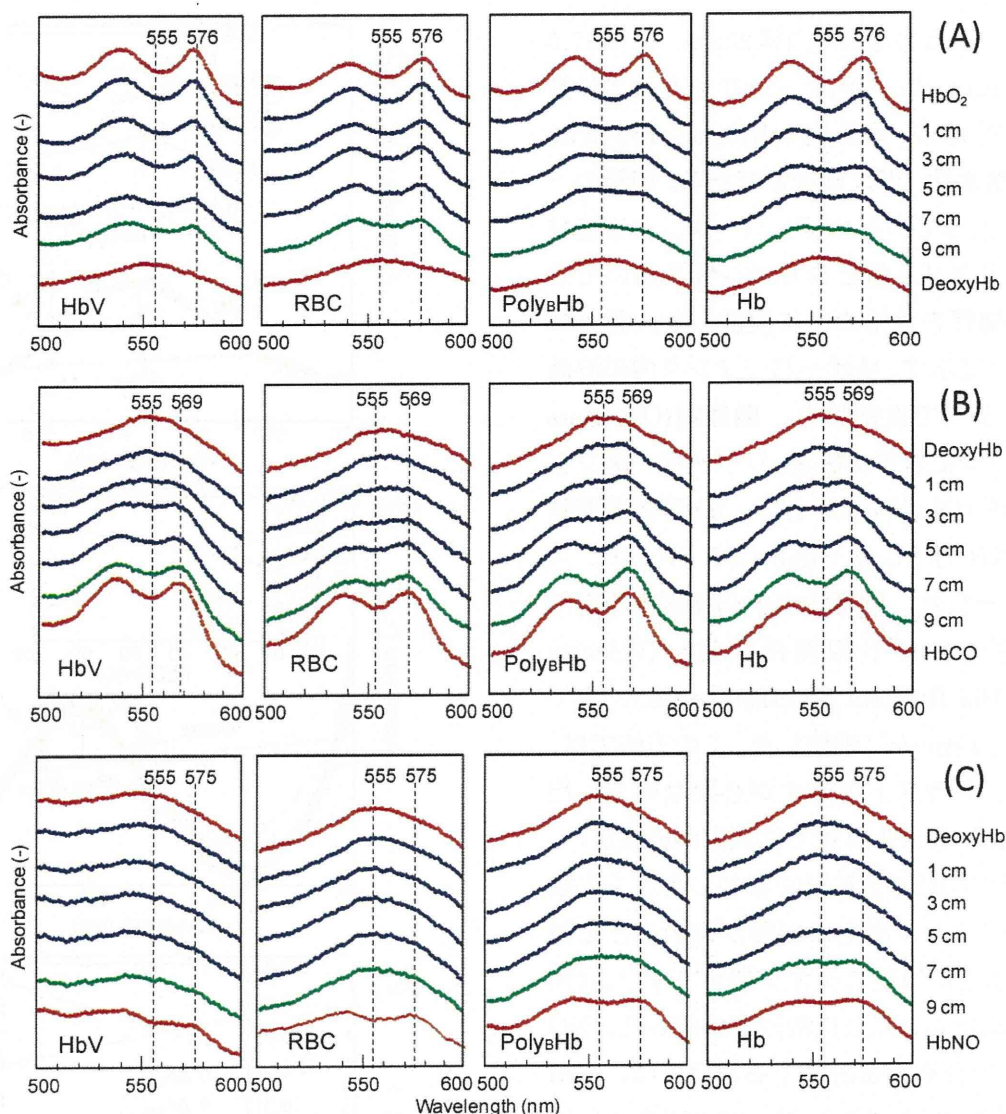 (A)
555 576 555 576 555 576 555 576
HbO2
1 cm
3 cm
5 cm
7 cm
9 cm
DeoxyHb
Absorbance (-)
HbV RBC PolyBHb Hb
500 550 600 500 550 600 500 550 600 500 550 600
(B)
555 569 555 569 555 569 555 569
DeoxyHb
1 cm
3 cm
5 cm
7 cm
9 cm
HbCO
Absorbance (-)
HbV RBC PolyBHb Hb
500 550 600 500 550 600 500 550 600 500 550 600
(C)
555 575 555 575 555 575 555 575
DeoxyHb
1 cm
3 cm
5 cm
7 cm
9 cm
HbNO
Absorbance (-)
HbV RBC PolyBHb Hb
500 550 600 500 550 600 500 550 600 500 550 600
Wavelength (nm)